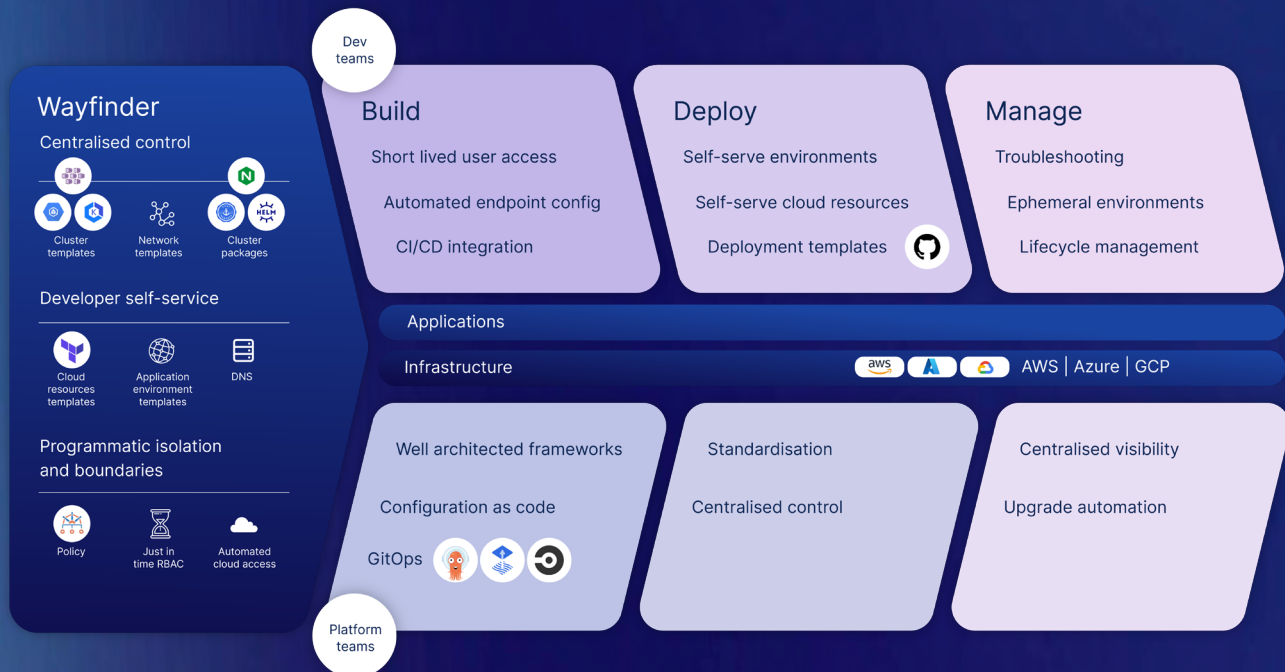 Dev
teams
Wayfinder
Centralised control
HELM
Cluster
templates
Network
templates
Cluster
packages
Developer self-service
Cloud
resources
templates
Application
environment
templates
DNS
Programmatic isolation
and boundaries
Policy
Just in
time RBAC
Automated
cloud access
Build
Short lived user access
Automated endpoint config
CI/CD integration
Deploy
Self-serve environments
Self-serve cloud resources
Deployment templates
Manage
Troubleshooting
Ephemeral environments
Lifecycle management
Applications
Infrastructure
aws
AWS | Azure | GCP
Well architected frameworks
Configuration as code
GitOps
Standardisation
Centralised control
Centralised visibility
Upgrade automation
Platform
teams